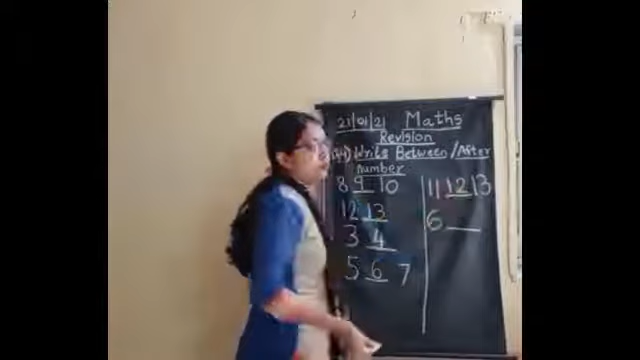 21/01/21 Maths
Revision
Write Between/After
number
8 9 10
12 13
3 4
5 6 7
11 12 13
6 __